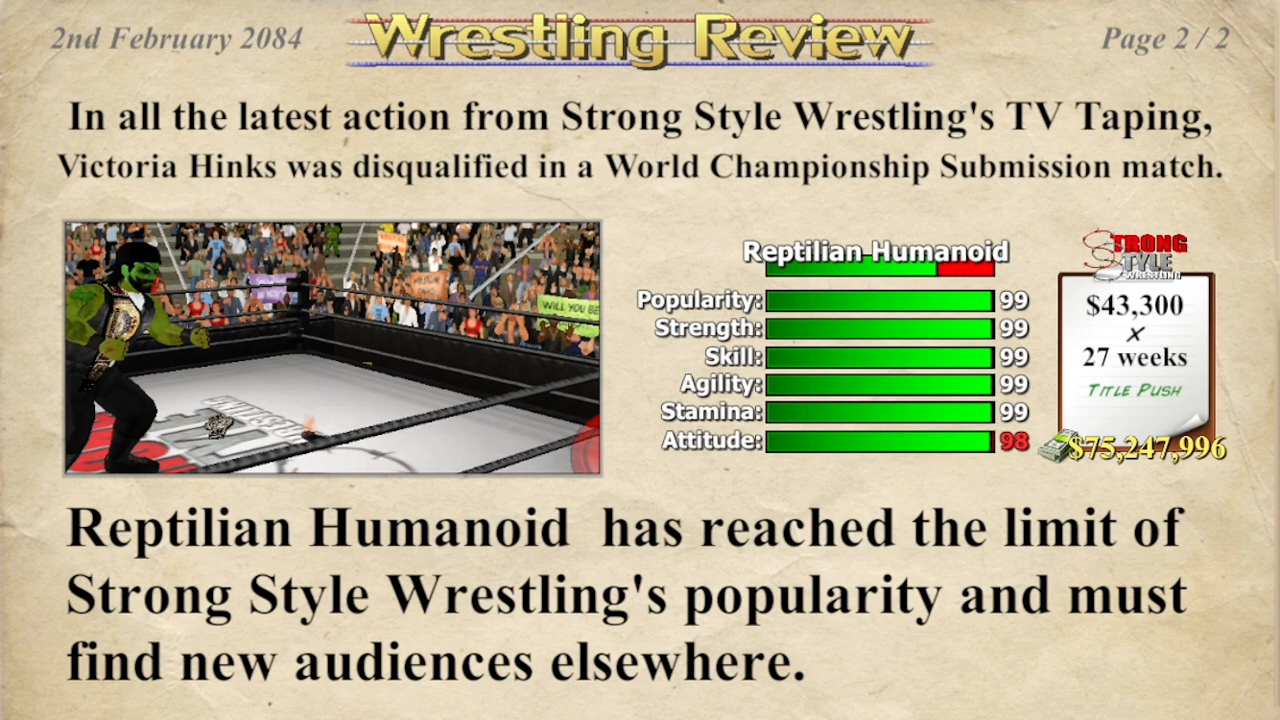 2nd February 2084
Wrestling Review
Page 2 / 2
In all the latest action from Strong Style Wrestling's TV Taping,
Victoria Hinks was disqualified in a World Championship Submission match.
WILL YOU BE
Reptilian Humanoid
Popularity: 99
Strength: 99
Skill: 99
Agility: 99
Stamina: 99
Attitude: 98
STRONG
STYLE
WRESTLING
$43,300
x
27 weeks
TITLE PUSH
$75,247,996
Reptilian Humanoid has reached the limit of
Strong Style Wrestling's popularity and must
find new audiences elsewhere.